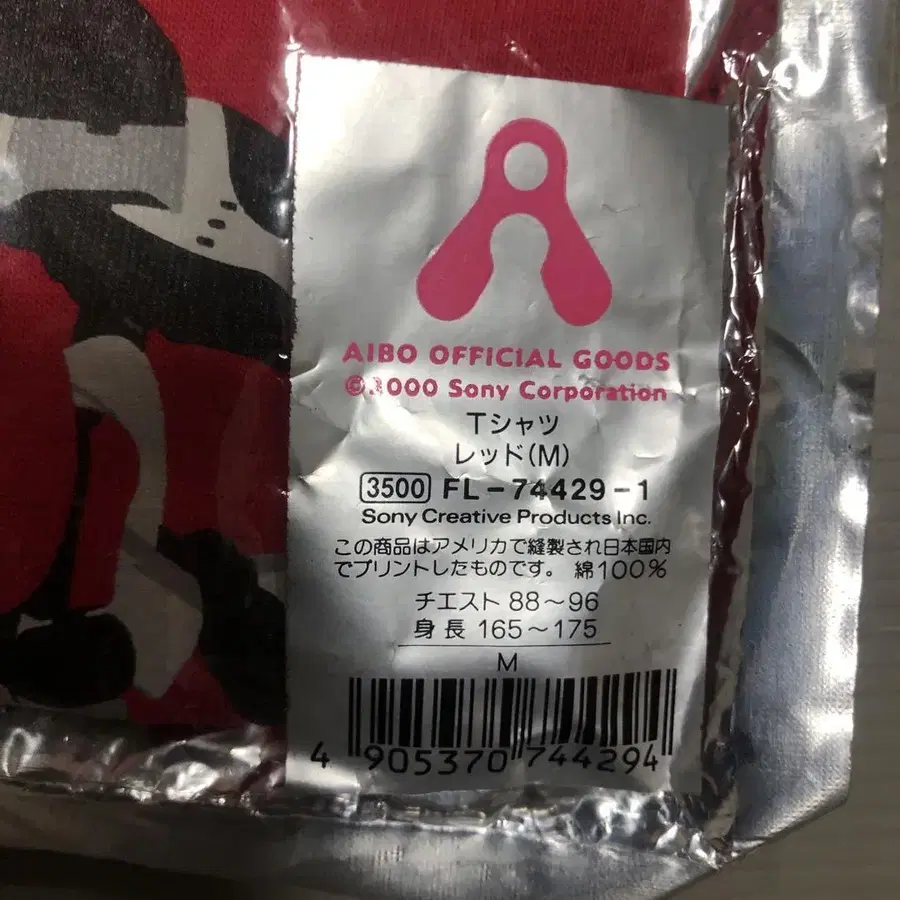 AIBO OFFICIAL GOODS
©2000 Sony Corporation
Tシャツ
レッド(M)
3500 FL-74429-1
Sony Creative Products Inc.
この商品はアメリカで縫製され日本国内
でプリントしたものです。 綿100%
チエスト 88~96
身長 165~175
M
4 905370 744294